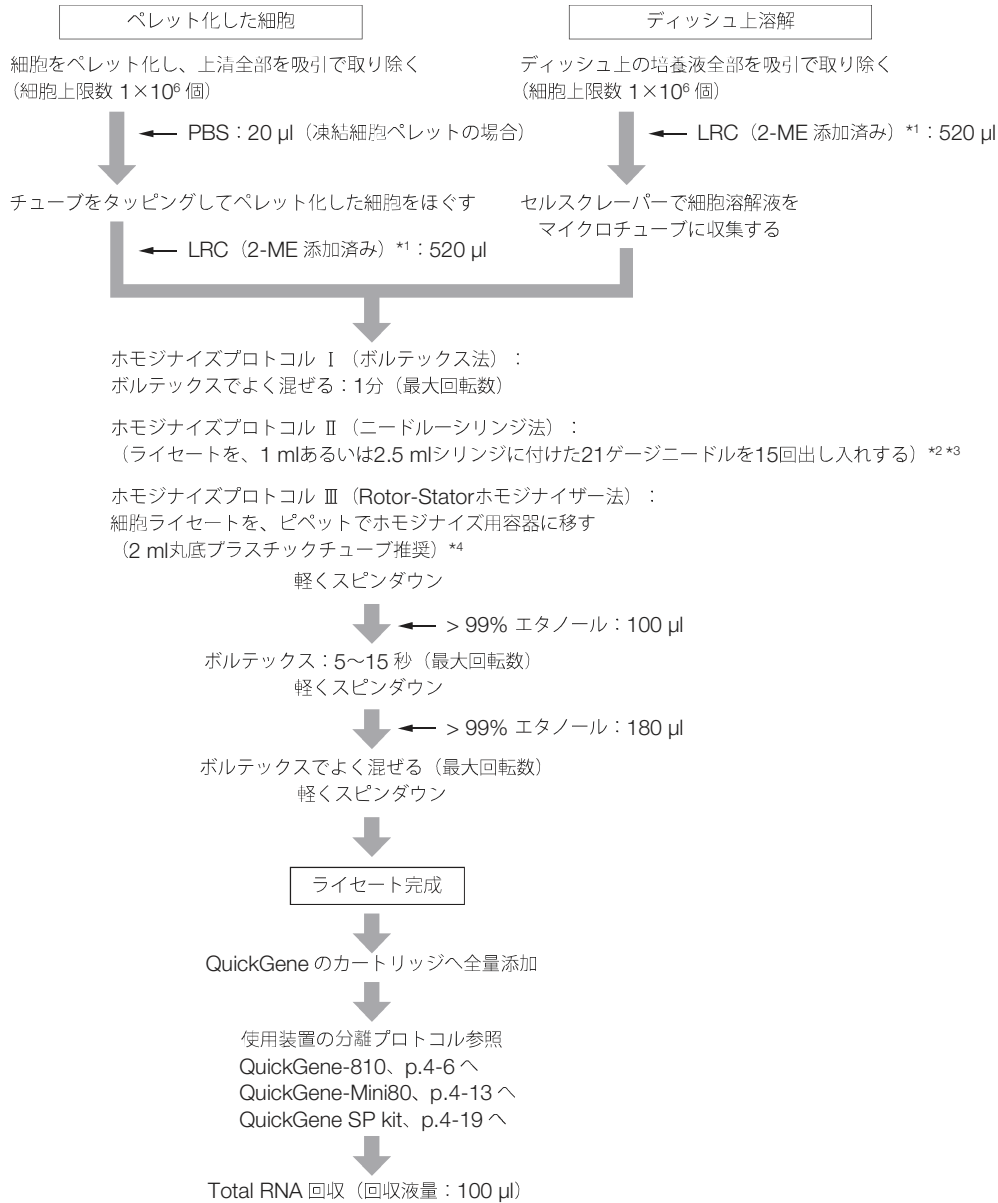 ペレット化した細胞
細胞をペレット化し、上清全部を吸引で取り除く
（細胞上限数 1×10⁶ 個）
PBS：20 µl（凍結細胞ペレットの場合）
チューブをタッピングしてペレット化した細胞をほぐす
LRC（2-ME 添加済み）*¹：520 µl
ディッシュ上溶解
ディッシュ上の培養液全部を吸引で取り除く
（細胞上限数 1×10⁶ 個）
LRC（2-ME 添加済み）*¹：520 µl
セルスクレーパーで細胞溶解液を
マイクロチューブに収集する
ホモジナイズプロトコル Ⅰ（ボルテックス法）：
ボルテックスでよく混ぜる：1分（最大回転数）
ホモジナイズプロトコル Ⅱ（ニードルーシリンジ法）：
（ライセートを、1 mlあるいは2.5 mlシリンジに付けた21ゲージニードルを15回出し入れする）*² *³
ホモジナイズプロトコル Ⅲ（Rotor-Statorホモジナイザー法）：
細胞ライセートを、ピペットでホモジナイズ用容器に移す
（2 ml丸底プラスチックチューブ推奨）*⁴
軽くスピンダウン
> 99% エタノール：100 µl
ボルテックス：5〜15 秒（最大回転数）
軽くスピンダウン
> 99% エタノール：180 µl
ボルテックスでよく混ぜる（最大回転数）
軽くスピンダウン
ライセート完成
QuickGene のカートリッジへ全量添加
使用装置の分離プロトコル参照
QuickGene-810、p.4-6 へ
QuickGene-Mini80、p.4-13 へ
QuickGene SP kit、p.4-19 へ
Total RNA 回収（回収液量：100 µl）